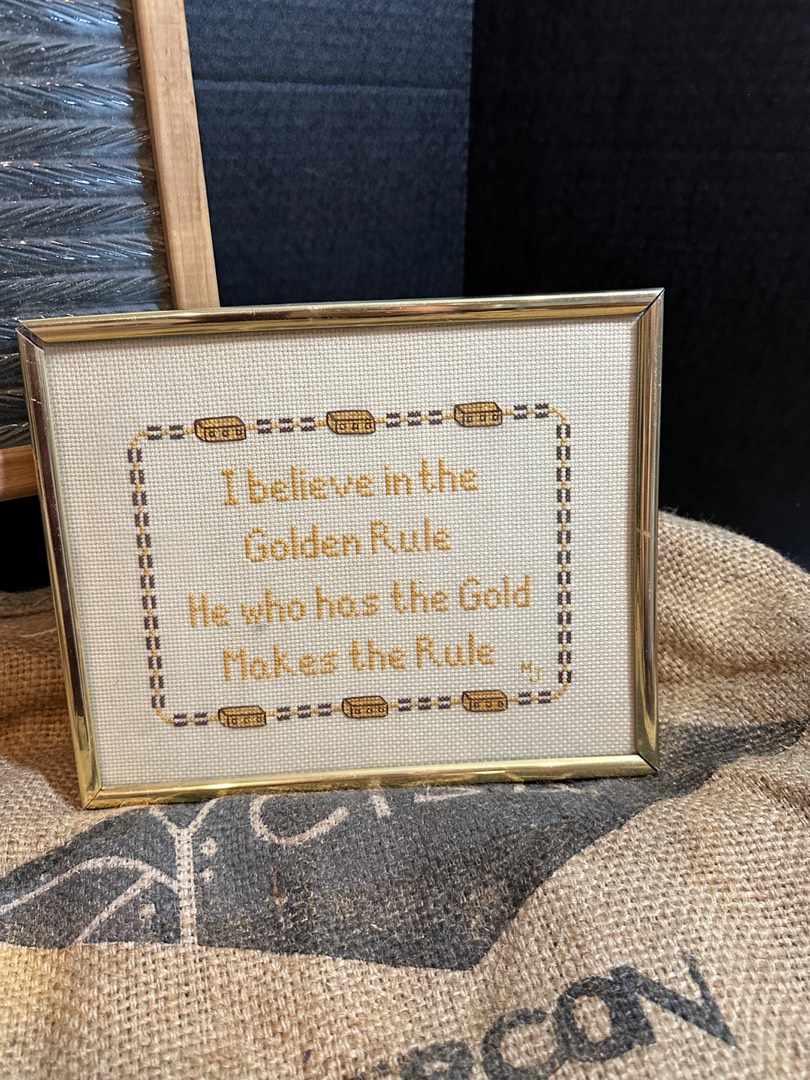 I believe in the
Golden Rule
He who has the Gold
Makes the Rule
MJ